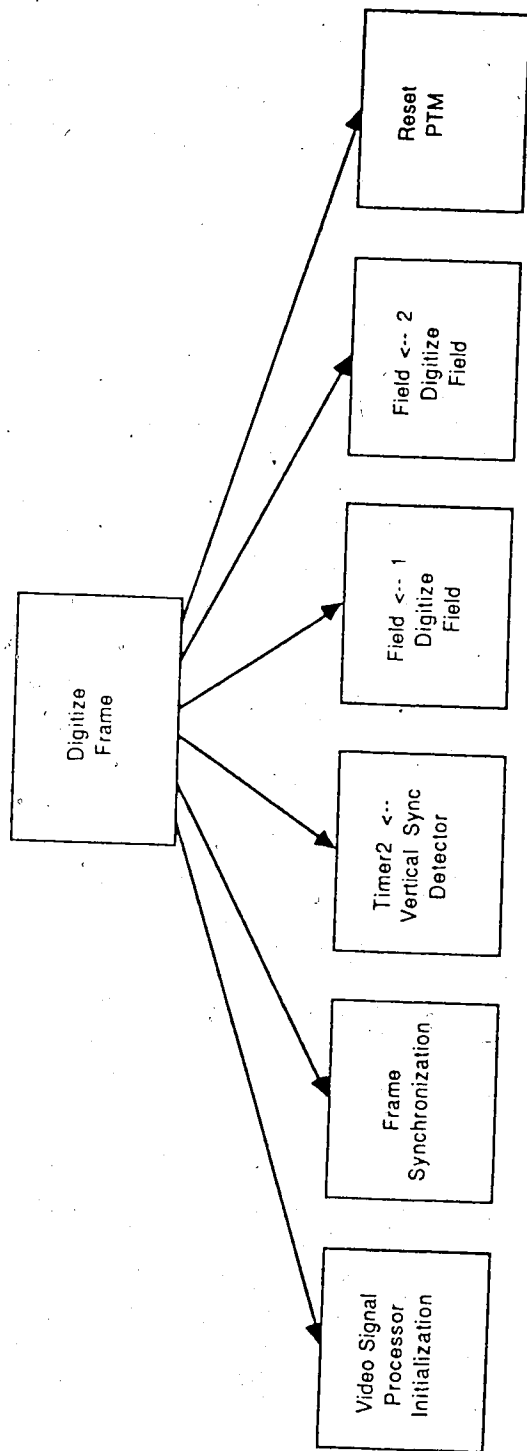 Digitize
Frame
Video Signal
Processor
Initialization
Frame
Synchronization
Timer2 <--
Vertical Sync
Detector
Field <-- 1
Digitize
Field
Field <-- 2
Digitize
Field
Reset
PTM